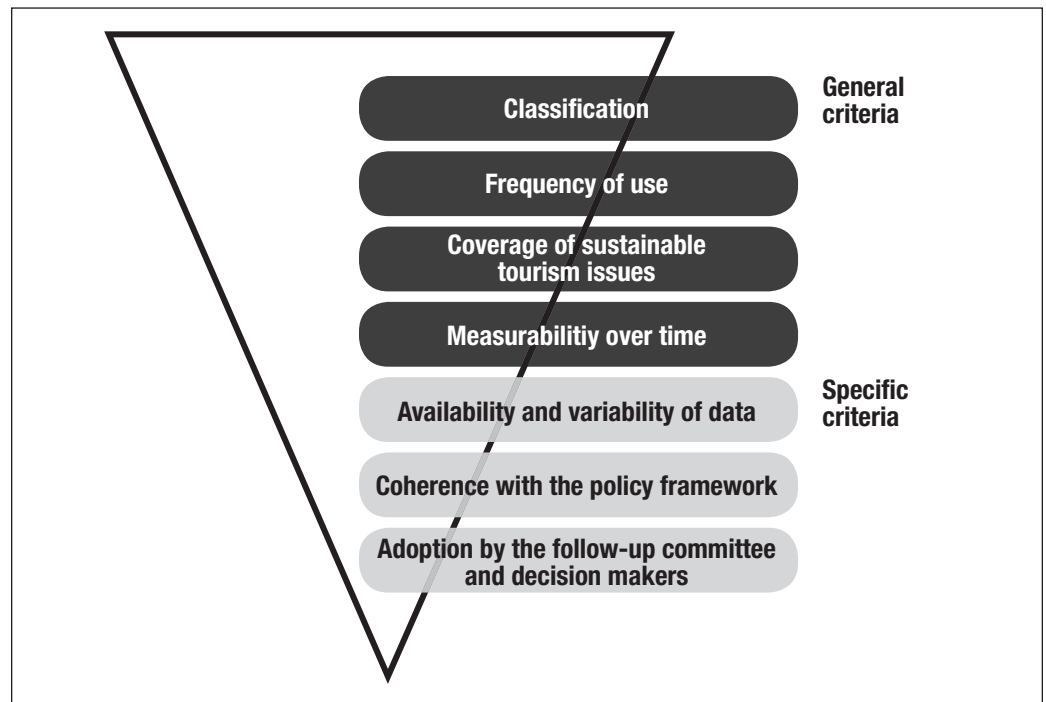 Classification
General
criteria
Frequency of use
Coverage of sustainable
tourism issues
Measurabilitiy over time
Availability and variability of data
Specific
criteria
Coherence with the policy framework
Adoption by the follow-up committee
and decision makers